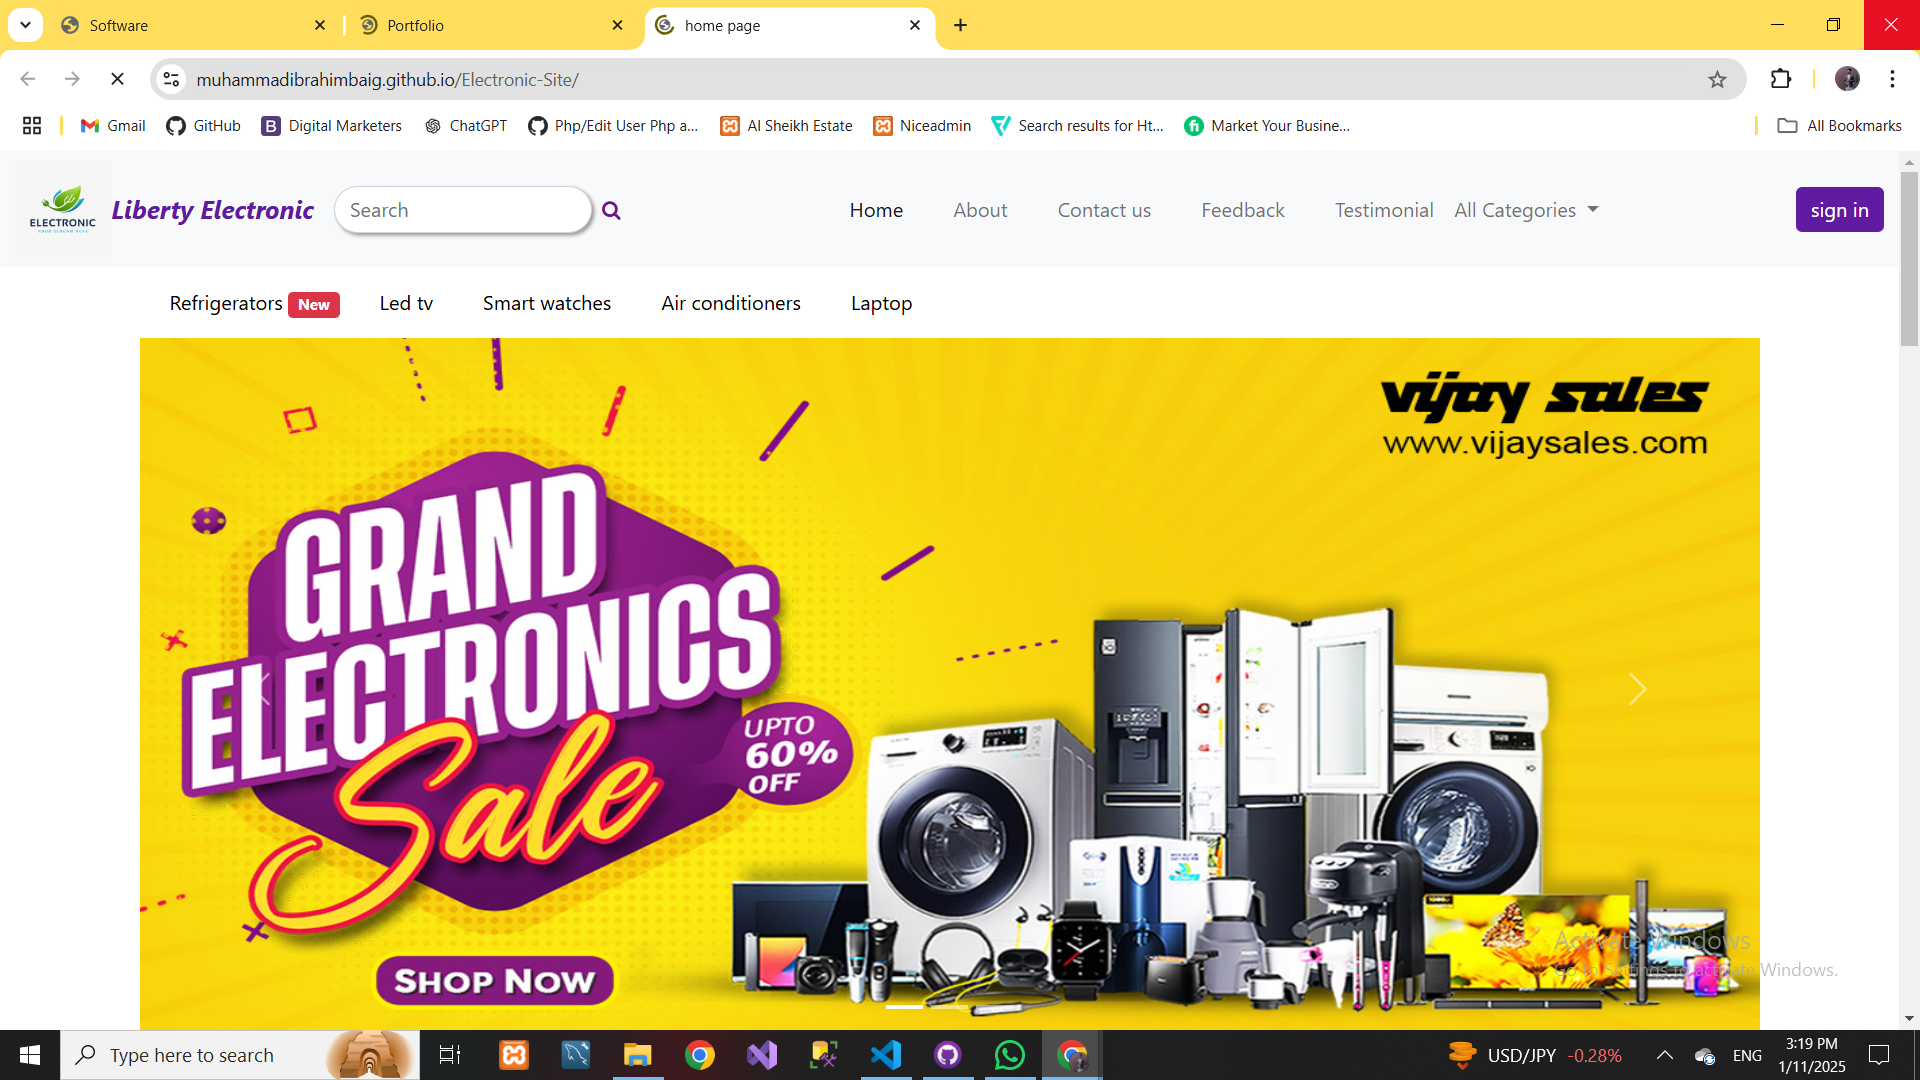 Software
Portfolio
home page
muhammadibrahimbaig.github.io/Electronic-Site/
Gmail
GitHub
Digital Marketers
ChatGPT
Php/Edit User Php a...
Al Sheikh Estate
Niceadmin
Search results for Ht...
Market Your Busine...
All Bookmarks
ELECTRONIC
Liberty Electronic
Search
Home
About
Contact us
Feedback
Testimonial
All Categories
sign in
Refrigerators New
Led tv
Smart watches
Air conditioners
Laptop
vijay sales
www.vijaysales.com
GRAND
ELECTRONICS
Sale
UPTO
60%
OFF
SHOP NOW
Activate Windows
Go to Settings to activate Windows.
Type here to search
USD/JPY -0.28%
ENG
3:19 PM
1/11/2025